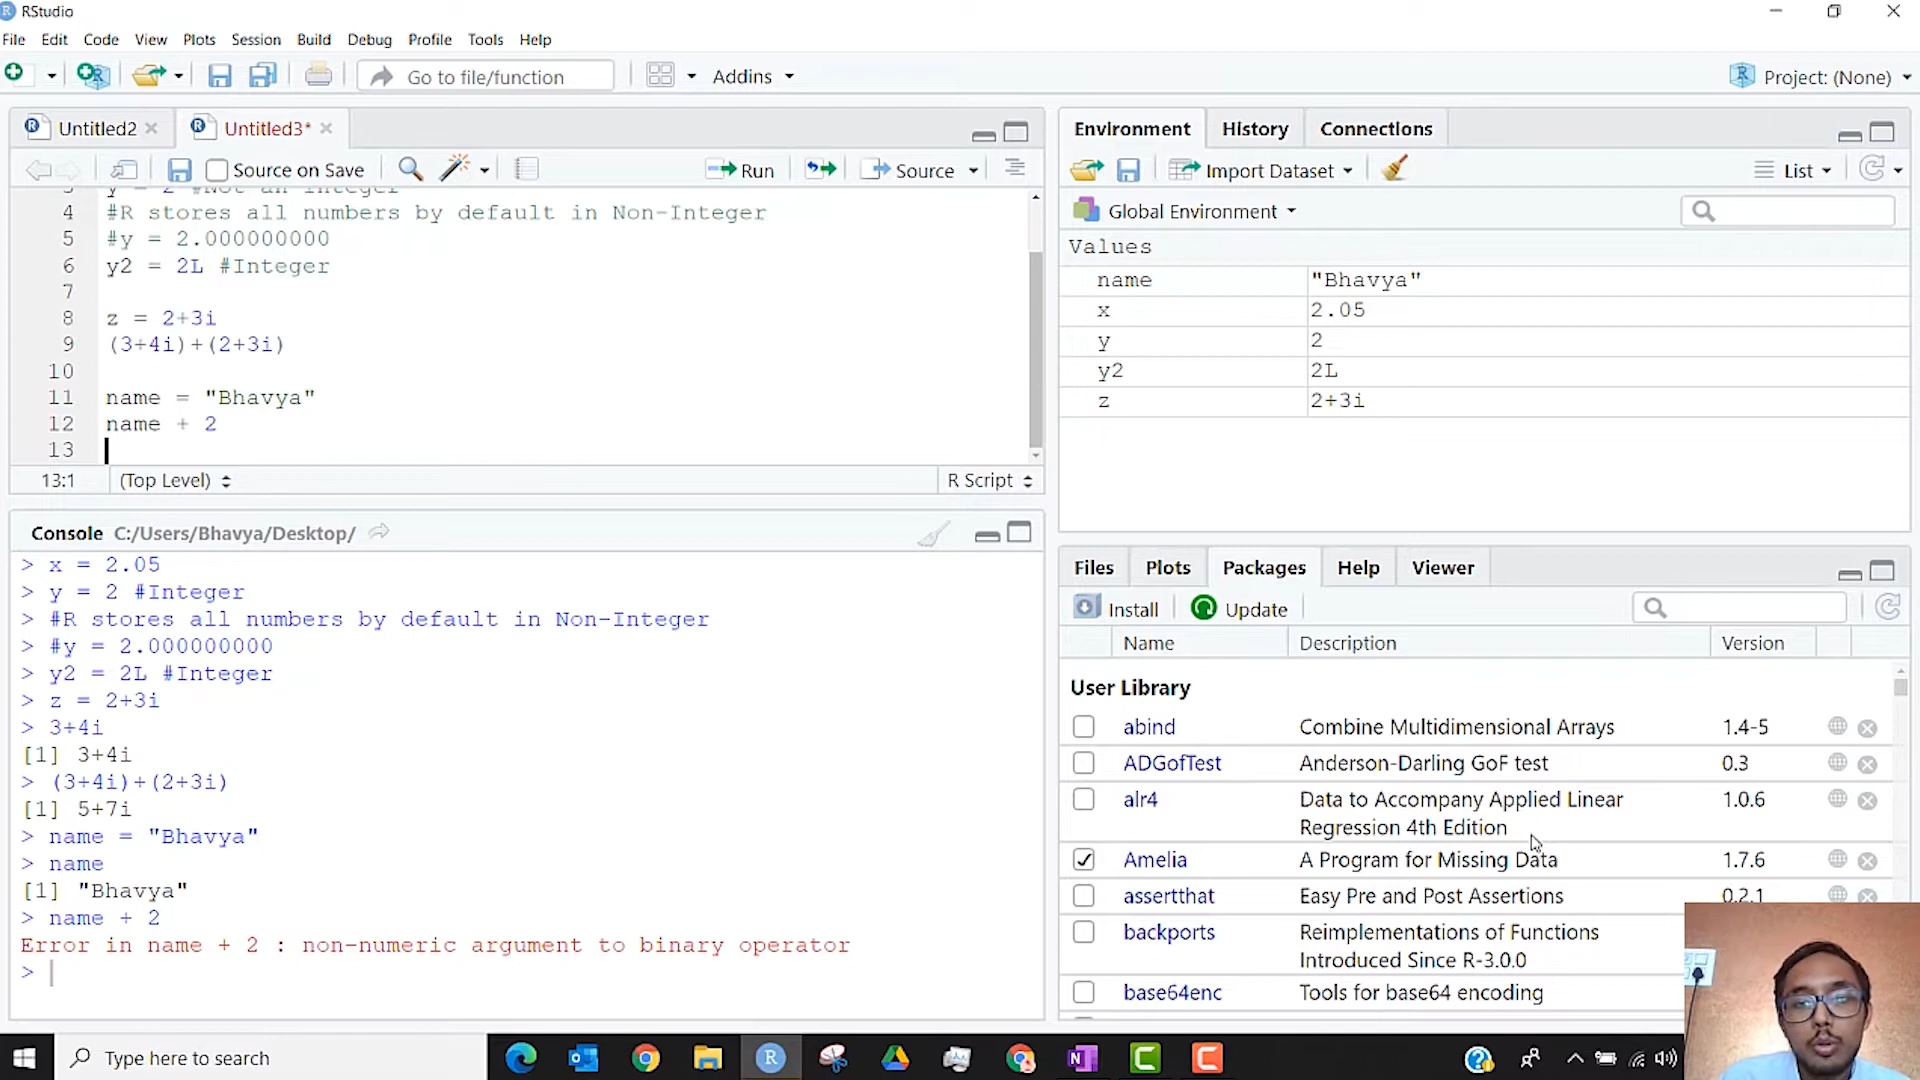 RStudio
File Edit Code View Plots Session Build Debug Profile Tools Help
Go to file/function Addins Project: (None)
Untitled2 Untitled3*
Source on Save Run Source
3 y = 2 #Not an integer
4 #R stores all numbers by default in Non-Integer
5 #y = 2.000000000
6 y2 = 2L #Integer
7
8 z = 2+3i
9 (3+4i)+(2+3i)
10
11 name = "Bhavya"
12 name + 2
13
13:1 (Top Level) R Script
Console C:/Users/Bhavya/Desktop/
> x = 2.05
> y = 2 #Integer
> #R stores all numbers by default in Non-Integer
> #y = 2.000000000
> y2 = 2L #Integer
> z = 2+3i
> 3+4i
[1] 3+4i
> (3+4i)+(2+3i)
[1] 5+7i
> name = "Bhavya"
> name
[1] "Bhavya"
> name + 2
Error in name + 2 : non-numeric argument to binary operator
>
Environment History Connections
Import Dataset List
Global Environment
Values
name "Bhavya"
x 2.05
y 2
y2 2L
z 2+3i
Files Plots Packages Help Viewer
Install Update
Name Description Version
User Library
abind Combine Multidimensional Arrays 1.4-5
ADGofTest Anderson-Darling GoF test 0.3
alr4 Data to Accompany Applied Linear 1.0.6
Regression 4th Edition
Amelia A Program for Missing Data 1.7.6
assertthat Easy Pre and Post Assertions 0.2.1
backports Reimplementations of Functions
Introduced Since R-3.0.0
base64enc Tools for base64 encoding
Type here to search